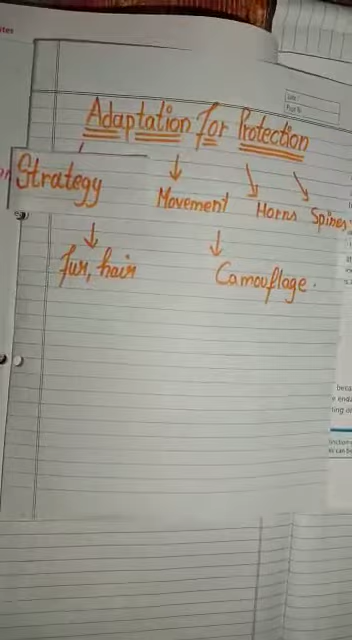 Adaptation For Protection
Strategy Movement Horns Spines
Fur, hair Camouflage.